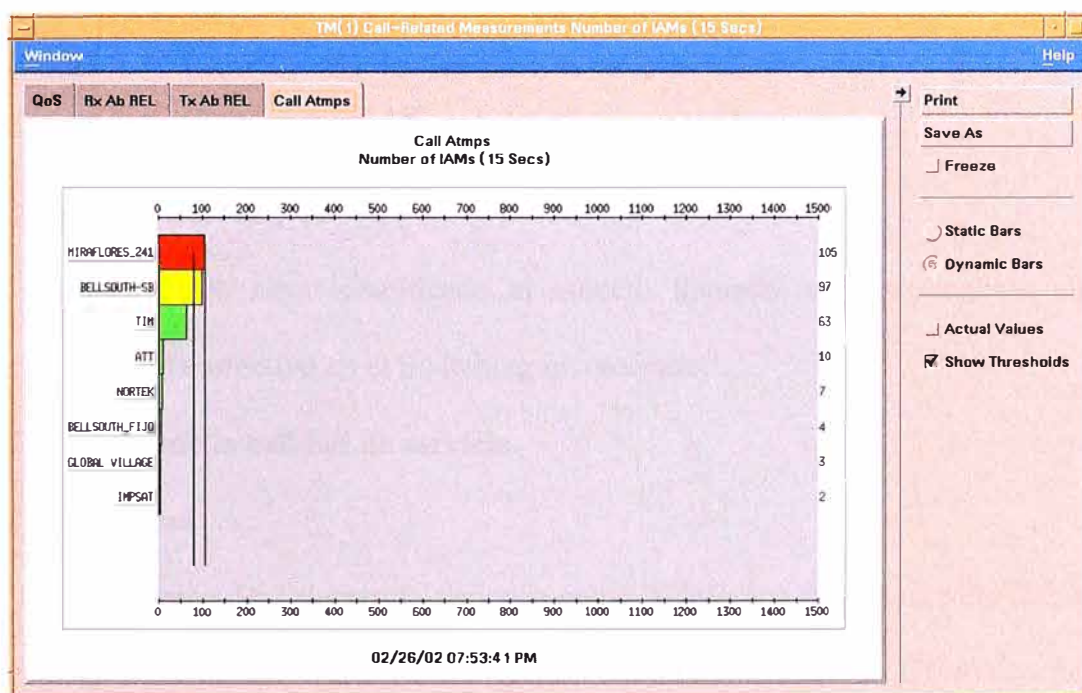 TM(1) Call-Related Measurements Number of IAMs (15 Secs)
Window Help
QoS Rx Ab REL Tx Ab REL Call Atmps
Print
Save As
Freeze
Static Bars
Dynamic Bars
Actual Values
Show Thresholds
Call Atmps
Number of IAMs (15 Secs)
0 100 200 300 400 500 600 700 800 900 1000 1100 1200 1300 1400 1500
MIRAFLORES_241 105
BELLSOUTH-SB 97
TIM 63
ATT 10
NORTEK 7
BELLSOUTH_FIJO 4
GLOBAL VILLAGE 3
IMPSAT 2
0 100 200 300 400 500 600 700 800 900 1000 1100 1200 1300 1400 1500
02/26/02 07:53:41 PM